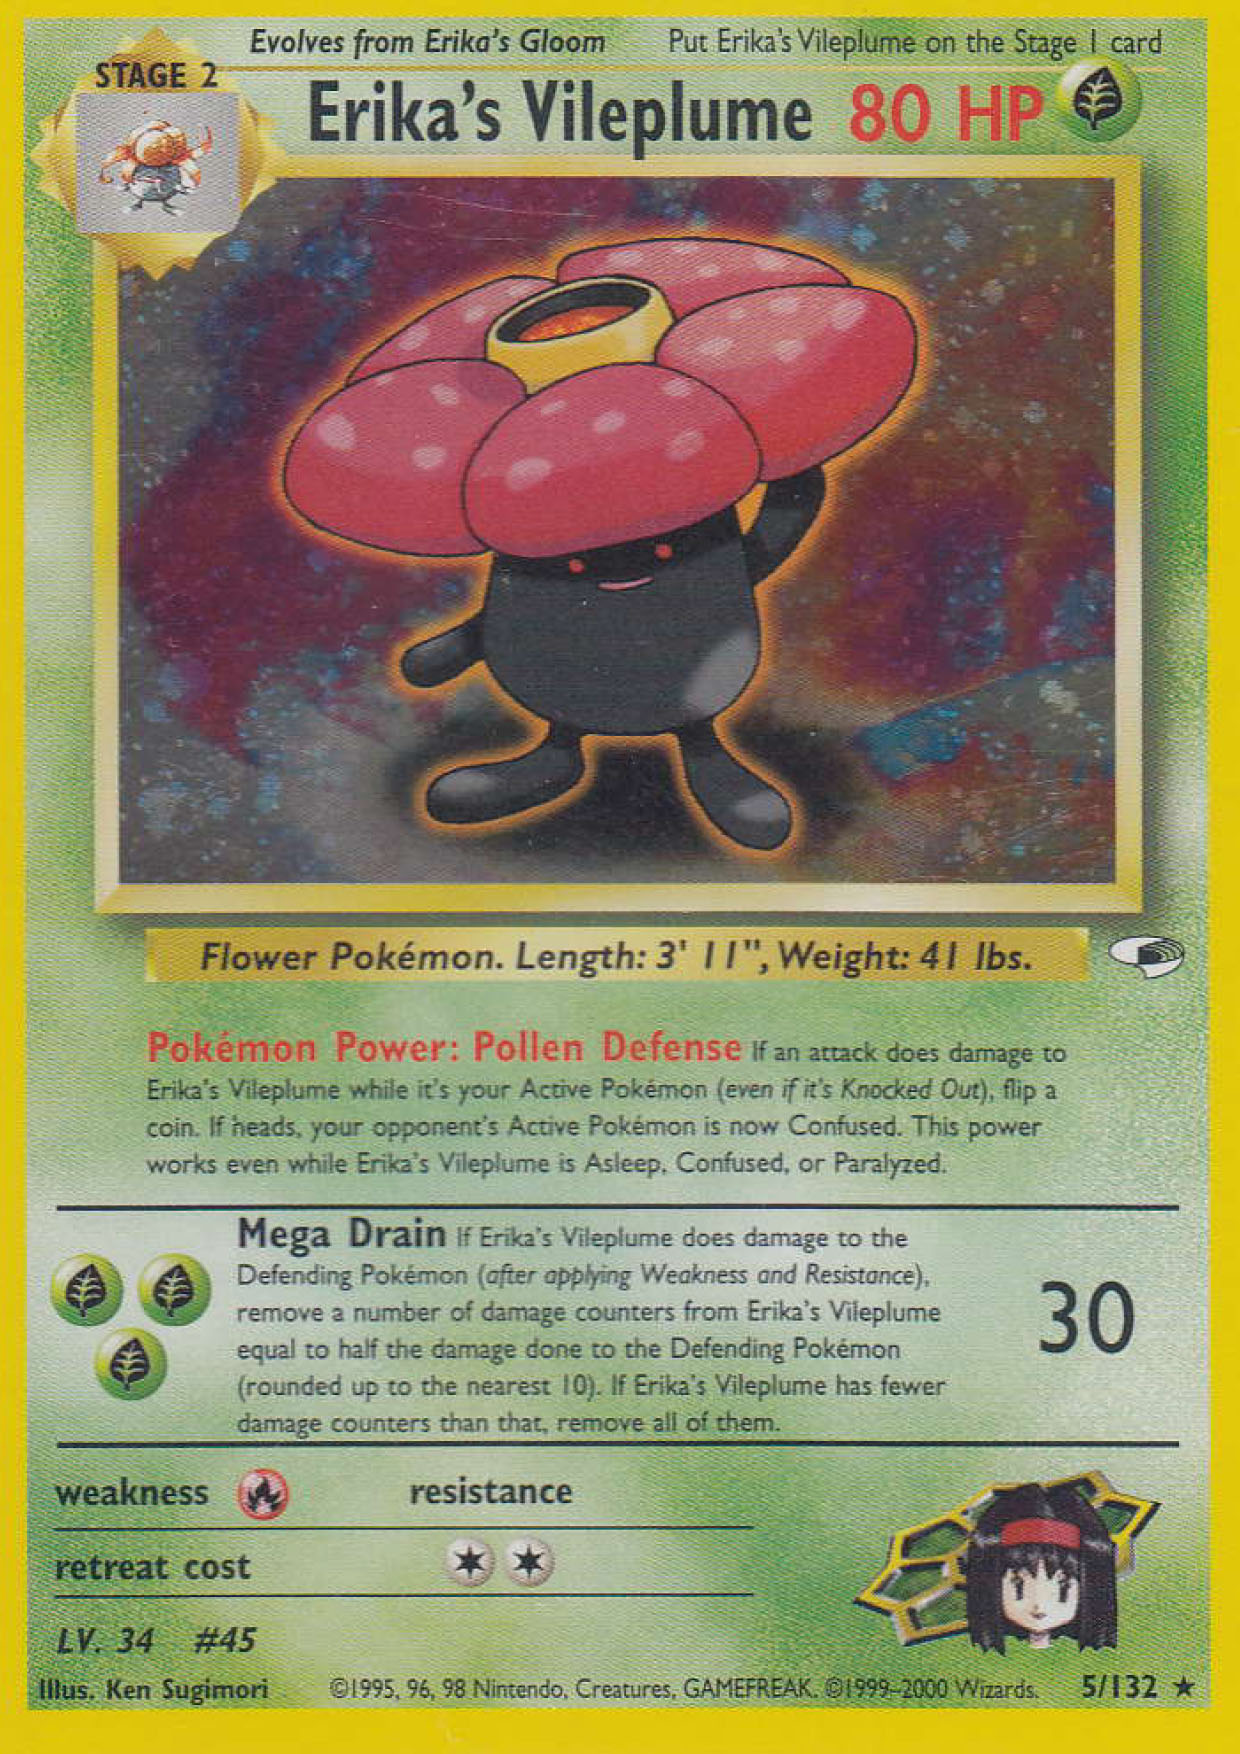 Evolves from Erika's Gloom Put Erika's Vileplume on the Stage 1 card
STAGE 2
Erika's Vileplume 80 HP
Flower Pokémon. Length: 3' 11", Weight: 41 lbs.
Pokémon Power: Pollen Defense If an attack does damage to
Erika's Vileplume while it's your Active Pokémon (even if it's Knocked Out), flip a
coin. If heads, your opponent's Active Pokémon is now Confused. This power
works even while Erika's Vileplume is Asleep, Confused, or Paralyzed.
Mega Drain If Erika's Vileplume does damage to the
Defending Pokémon (after applying Weakness and Resistance),
remove a number of damage counters from Erika's Vileplume
equal to half the damage done to the Defending Pokémon
(rounded up to the nearest 10). If Erika's Vileplume has fewer
damage counters than that, remove all of them.
30
weakness resistance
retreat cost
LV. 34 #45
Illus. Ken Sugimori ©1995, 96, 98 Nintendo, Creatures, GAMEFREAK. ©1999-2000 Wizards. 5/132 ★